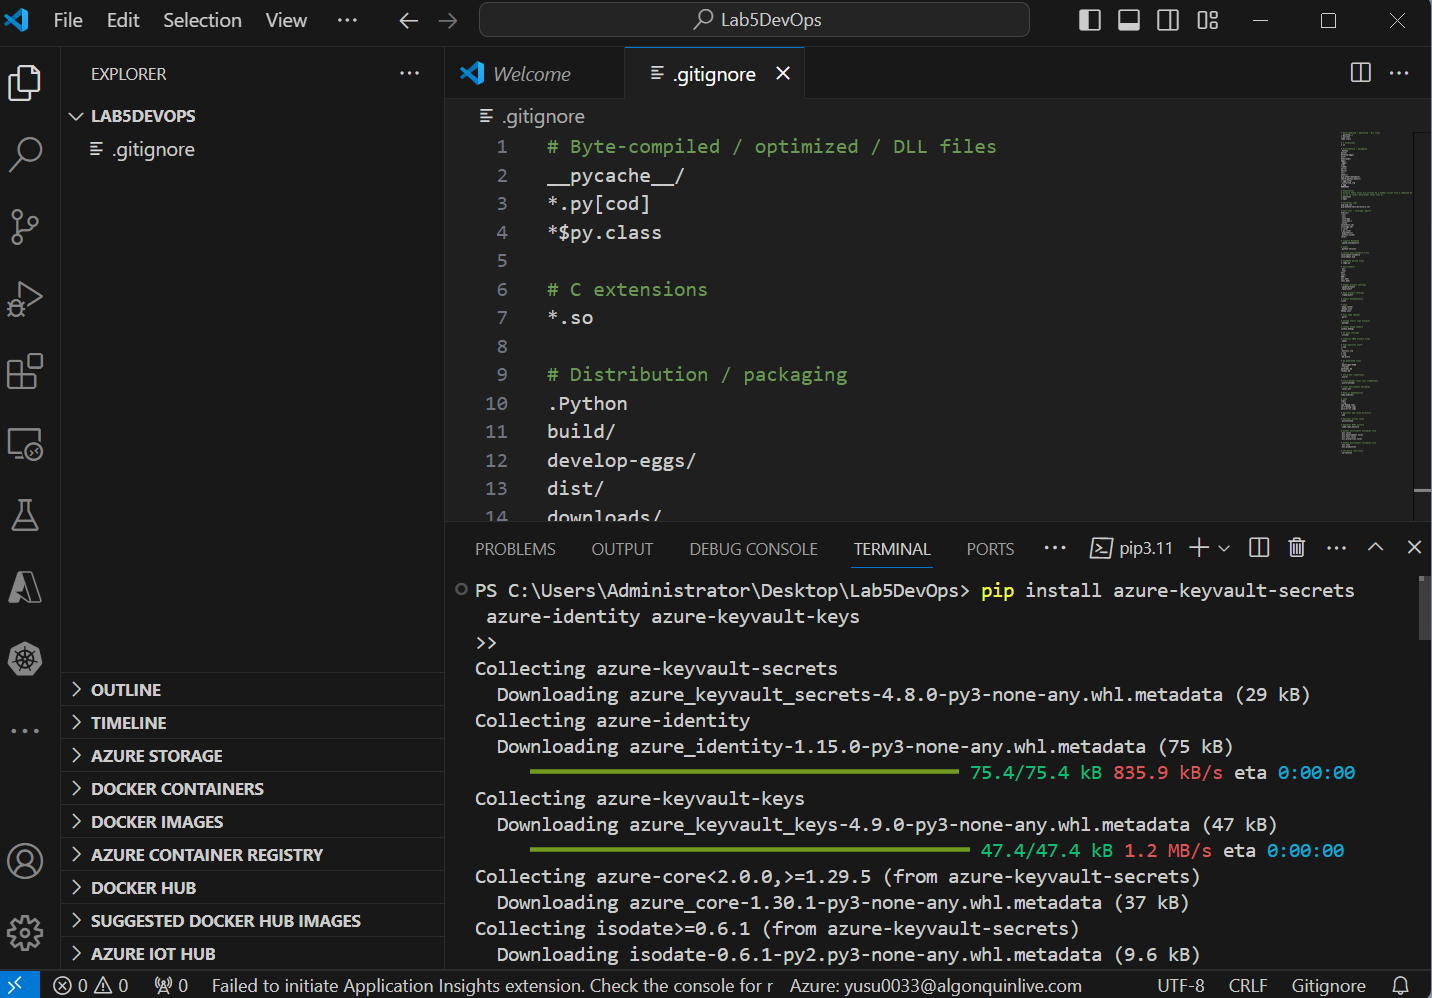 File Edit Selection View ··· Lab5DevOps
EXPLORER ···
LAB5DEVOPS
.gitignore
OUTLINE
TIMELINE
AZURE STORAGE
DOCKER CONTAINERS
DOCKER IMAGES
AZURE CONTAINER REGISTRY
DOCKER HUB
SUGGESTED DOCKER HUB IMAGES
AZURE IOT HUB
Welcome .gitignore
.gitignore
1 # Byte-compiled / optimized / DLL files
2 __pycache__/
3 *.py[cod]
4 *$py.class
5
6 # C extensions
7 *.so
8
9 # Distribution / packaging
10 .Python
11 build/
12 develop-eggs/
13 dist/
14 downloads/
PROBLEMS OUTPUT DEBUG CONSOLE TERMINAL PORTS ··· pip3.11
PS C:\Users\Administrator\Desktop\Lab5DevOps> pip install azure-keyvault-secrets
azure-identity azure-keyvault-keys
>>
Collecting azure-keyvault-secrets
Downloading azure_keyvault_secrets-4.8.0-py3-none-any.whl.metadata (29 kB)
Collecting azure-identity
Downloading azure_identity-1.15.0-py3-none-any.whl.metadata (75 kB)
75.4/75.4 kB 835.9 kB/s eta 0:00:00
Collecting azure-keyvault-keys
Downloading azure_keyvault_keys-4.9.0-py3-none-any.whl.metadata (47 kB)
47.4/47.4 kB 1.2 MB/s eta 0:00:00
Collecting azure-core<2.0.0,>=1.29.5 (from azure-keyvault-secrets)
Downloading azure_core-1.30.1-py3-none-any.whl.metadata (37 kB)
Collecting isodate>=0.6.1 (from azure-keyvault-secrets)
Downloading isodate-0.6.1-py2.py3-none-any.whl.metadata (9.6 kB)
0 0 0 Failed to initiate Application Insights extension. Check the console for r Azure: yusu0033@algonquinlive.com UTF-8 CRLF Gitignore